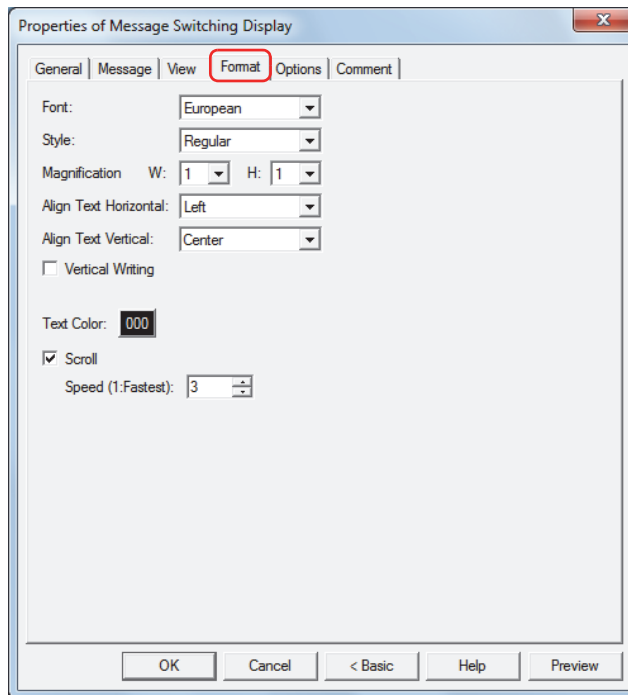 Properties of Message Switching Display
X
General Message View Format Options Comment
Font: European
Style: Regular
Magnification W: 1 H: 1
Align Text Horizontal: Left
Align Text Vertical: Center
Vertical Writing
Text Color: 000
Scroll
Speed (1:Fastest): 3
OK Cancel < Basic Help Preview